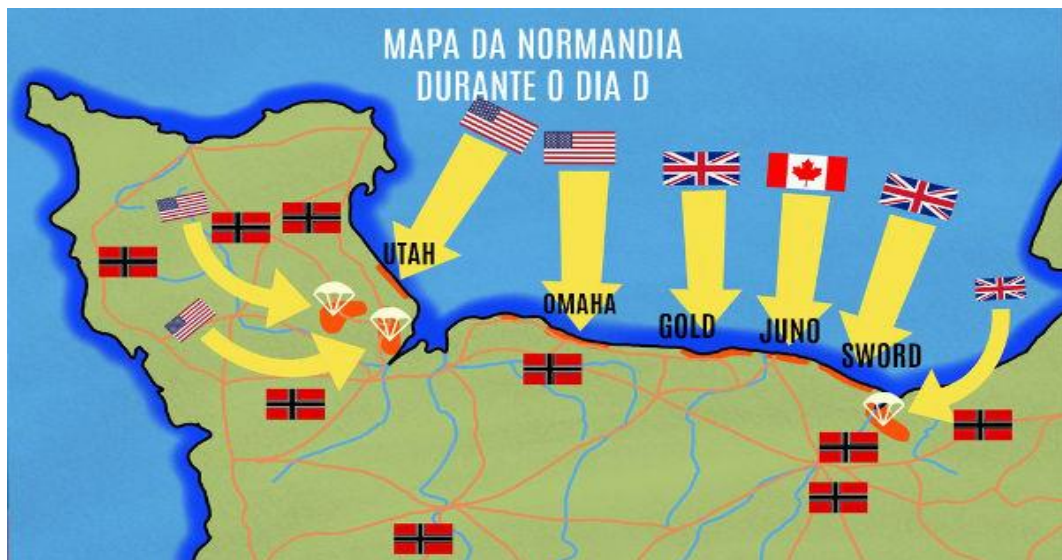 MAPA DA NORMANDIA
DURANTE O DIA D
UTAH
OMAHA
GOLD
JUNO
SWORD